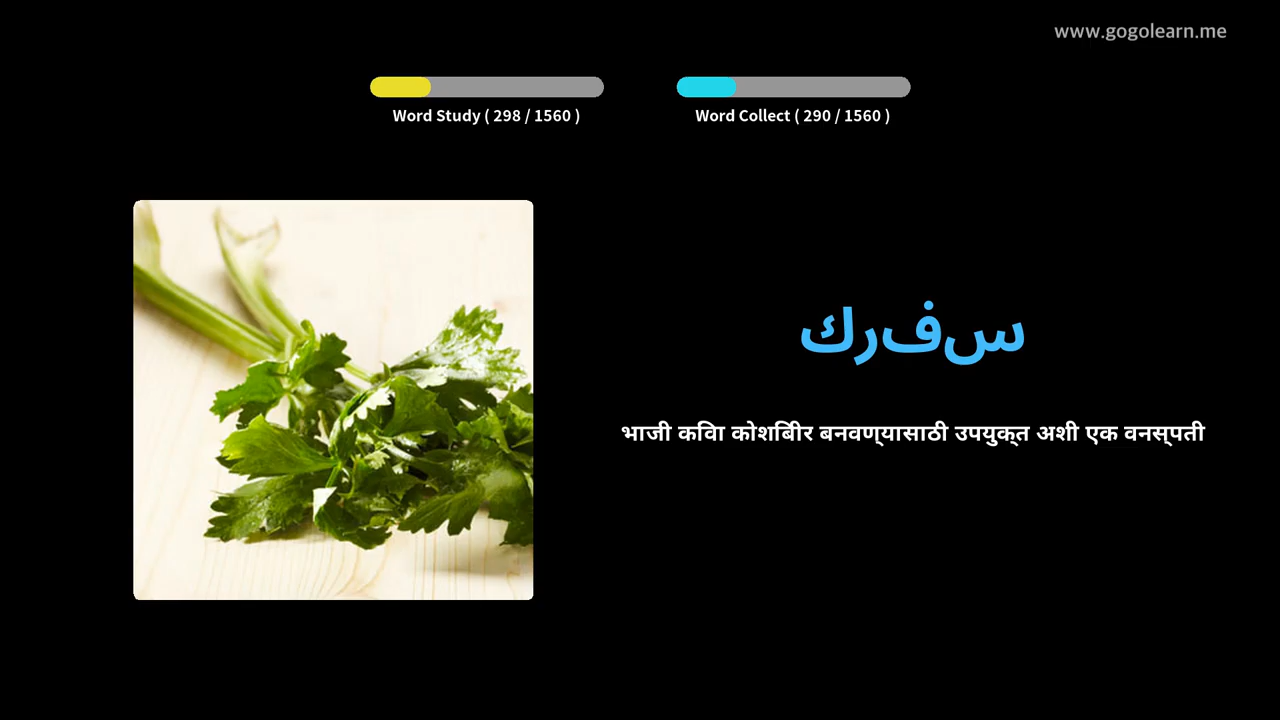 www.gogolearn.me
Word Study ( 298 / 1560 )
Word Collect ( 290 / 1560 )
سفرك
भाजी कविा कोशबिीर बनवण्यासाठी उपयुक्त अशी एक वनस्पती